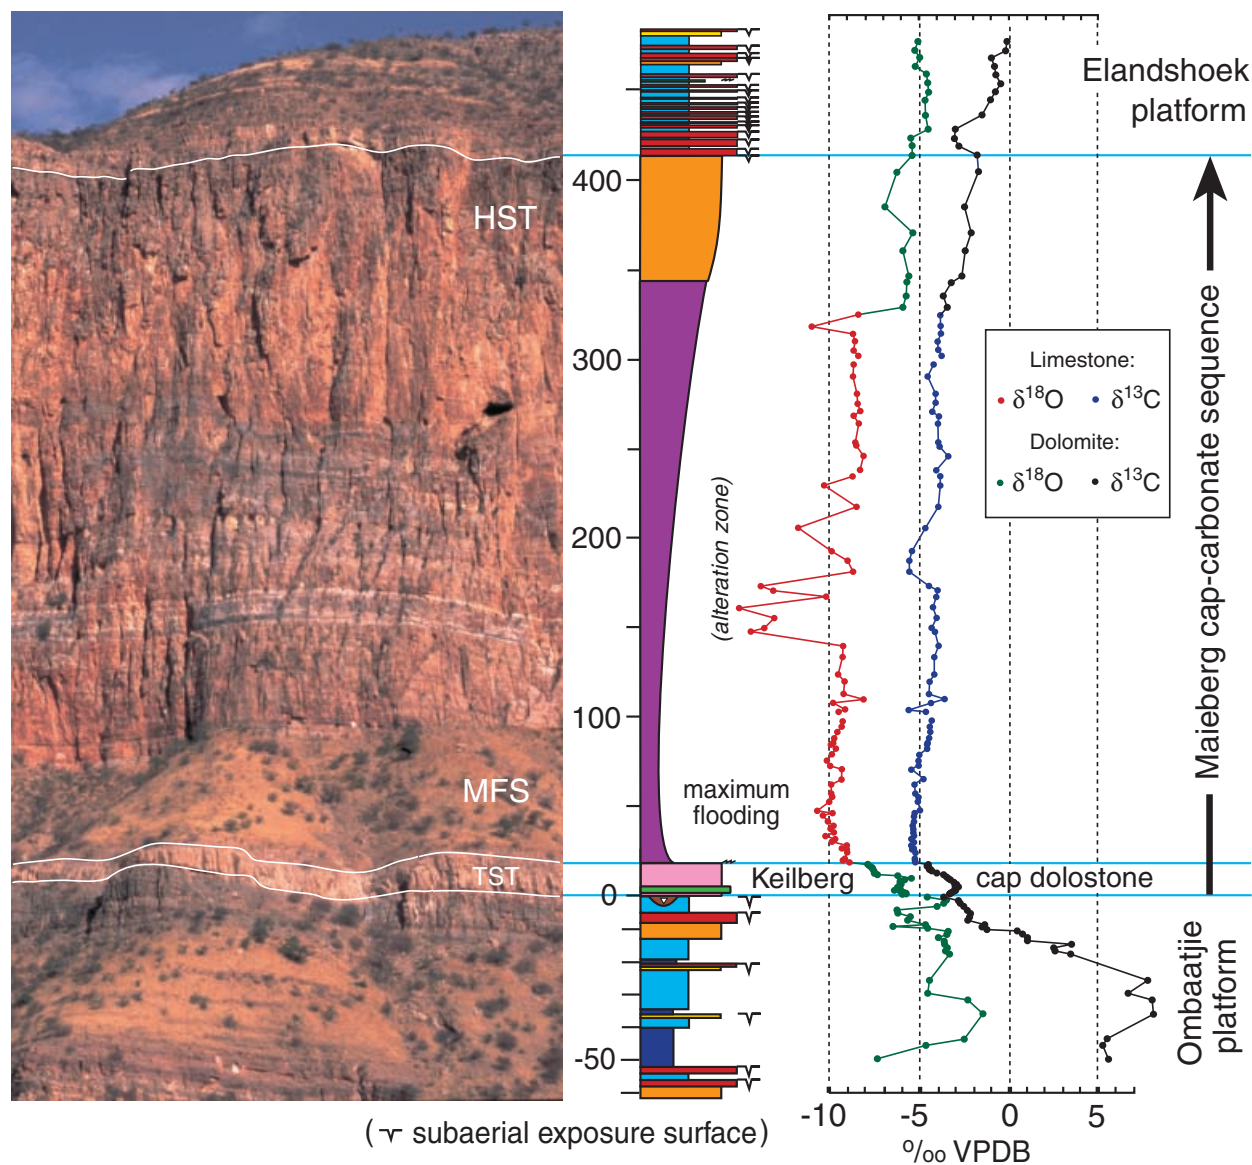 HST
MFS
TST
400
300
200
100
0
-50
(alteration zone)
maximum
flooding
Keilberg
cap dolostone
Elandshoek
platform
Maieberg cap-carbonate sequence
Ombaatjie
platform
Limestone:
δ18O
δ13C
Dolomite:
δ18O
δ13C
-10
-5
0
5
o/oo VPDB
( subaerial exposure surface)